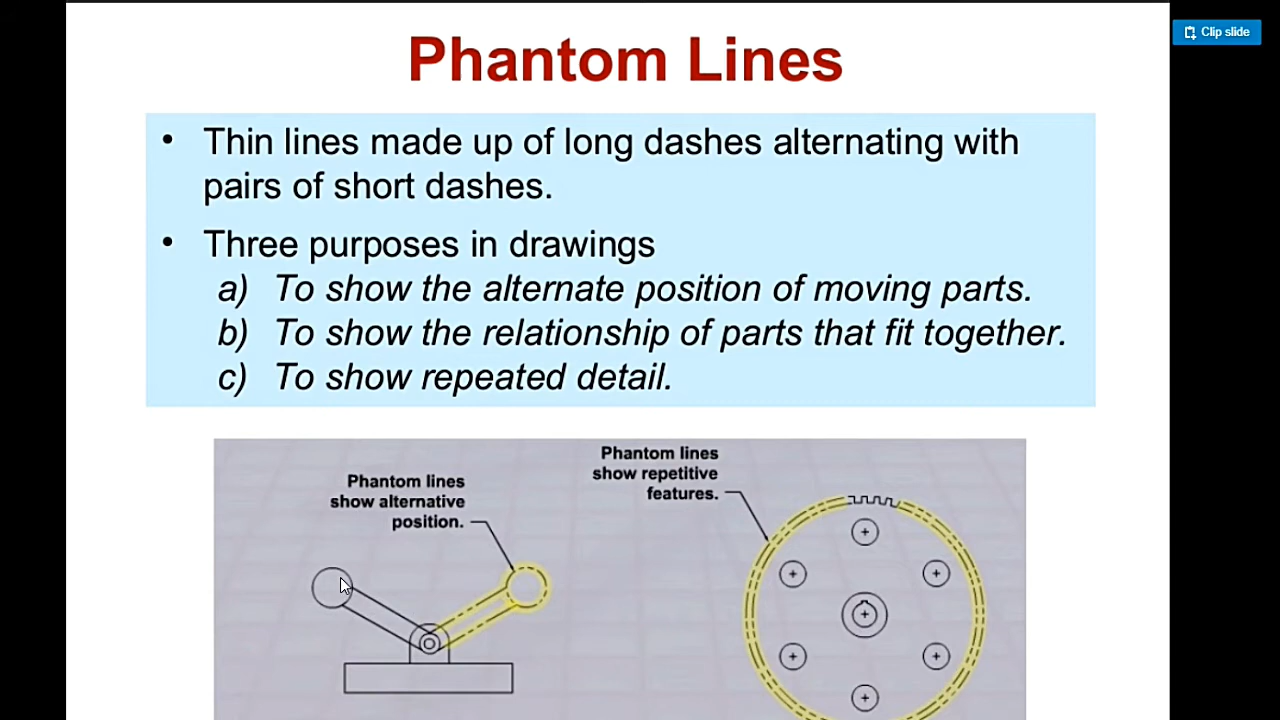 Clip slide
Phantom Lines
• Thin lines made up of long dashes alternating with
pairs of short dashes.
• Three purposes in drawings
a) To show the alternate position of moving parts.
b) To show the relationship of parts that fit together.
c) To show repeated detail.
Phantom lines
show alternative
position.
Phantom lines
show repetitive
features.